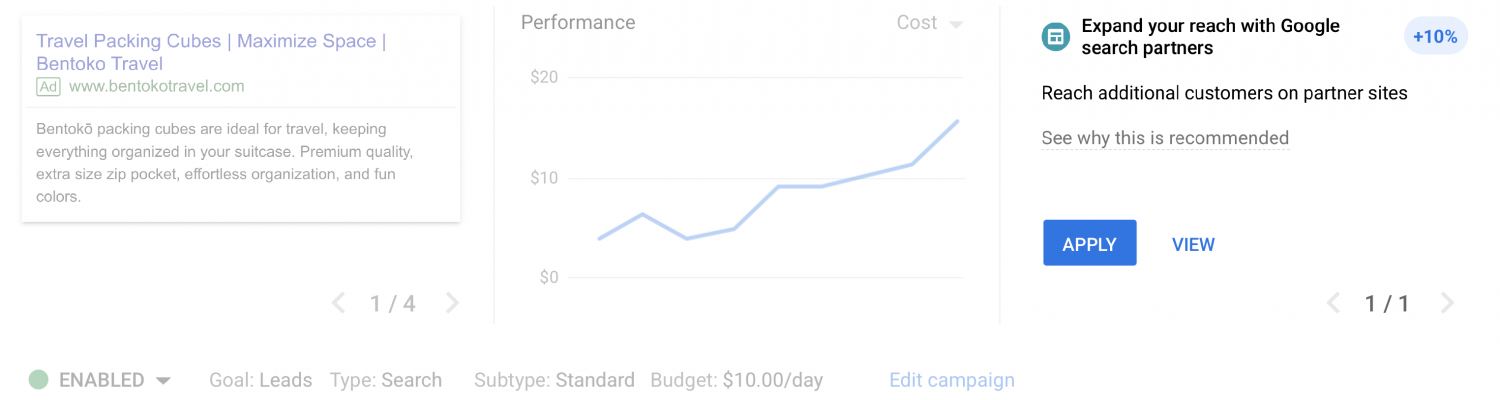 Travel Packing Cubes | Maximize Space |
Bentoko Travel
Ad www.bentokotravel.com
Bentokō packing cubes are ideal for travel, keeping
everything organized in your suitcase. Premium quality,
extra size zip pocket, effortless organization, and fun
colors.
1 / 4
Performance
Cost
$20
$10
$0
Expand your reach with Google
search partners
+10%
Reach additional customers on partner sites
See why this is recommended
APPLY VIEW
1 / 1
ENABLED Goal: Leads Type: Search Subtype: Standard Budget: $10.00/day Edit campaign